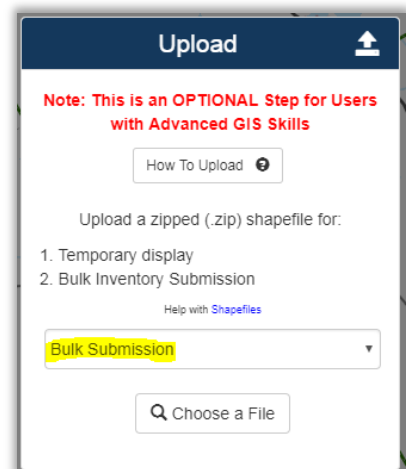 Upload
Note: This is an OPTIONAL Step for Users
with Advanced GIS Skills
How To Upload
Upload a zipped (.zip) shapefile for:
1. Temporary display
2. Bulk Inventory Submission
Help with Shapefiles
Bulk Submission
Choose a File